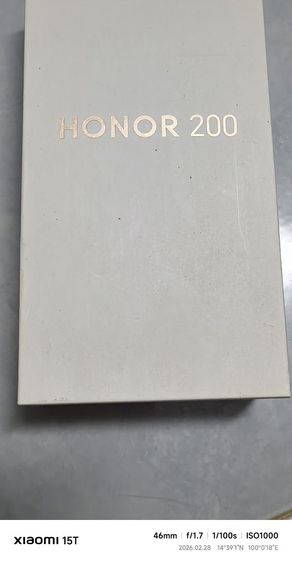 HONOR 200
XIAOMI 15T
46mm | f/1.7 | 1/100s | ISO1000
2026.02.28 14°39'1"N 100°0'18"E